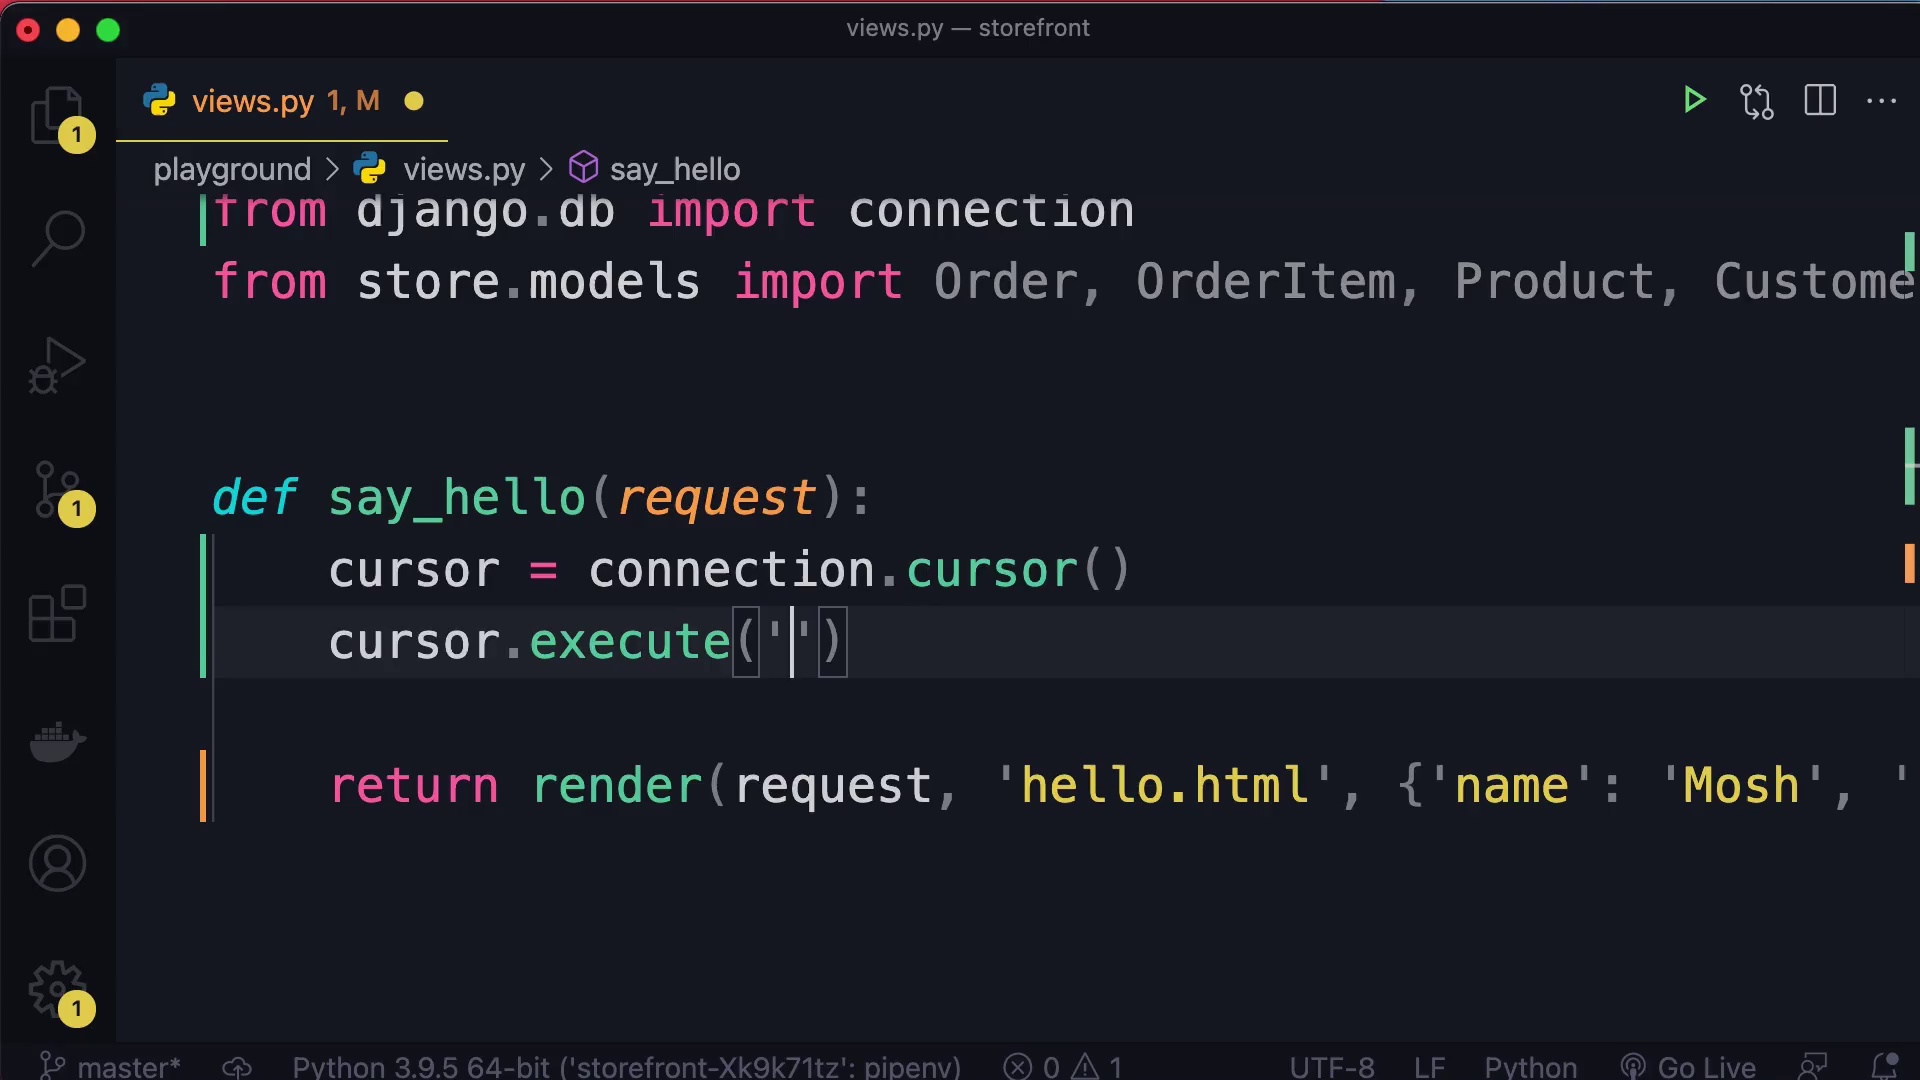 views.py — storefront
views.py 1, M
playground > views.py > say_hello
from django.db import connection
from store.models import Order, OrderItem, Product, Custome
def say_hello(request):
    cursor = connection.cursor()
    cursor.execute('')
    return render(request, 'hello.html', {'name': 'Mosh', '
1
1
1
master* Python 3.9.5 64-bit ('storefront-Xk9k71tz': pipenv) 0 1 UTF-8 LF Python Go Live